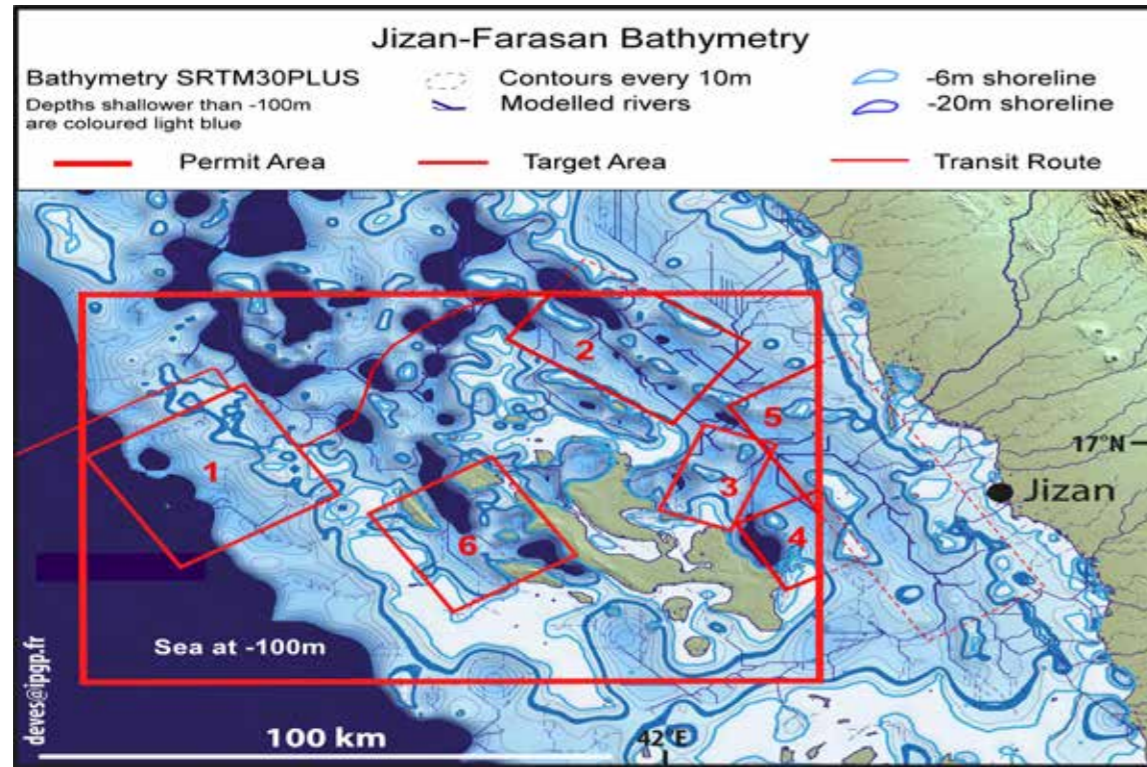 Jizan-Farasan Bathymetry
Bathymetry SRTM30PLUS
Depths shallower than -100m
are coloured light blue
Contours every 10m
Modelled rivers
-6m shoreline
-20m shoreline
Permit Area
Target Area
Transit Route
2
5
1
17°N
3
Jizan
4
6
Sea at -100m
deves@ipgp.fr
100 km
42°E